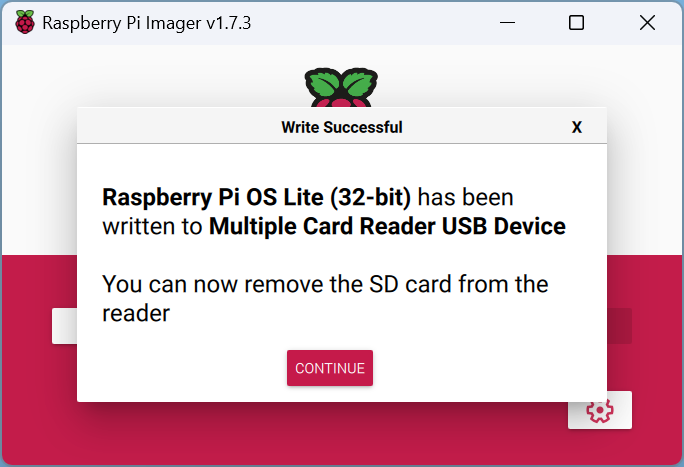 Raspberry Pi Imager v1.7.3
Write Successful
X
Raspberry Pi OS Lite (32-bit) has been
written to Multiple Card Reader USB Device
You can now remove the SD card from the
reader
CONTINUE